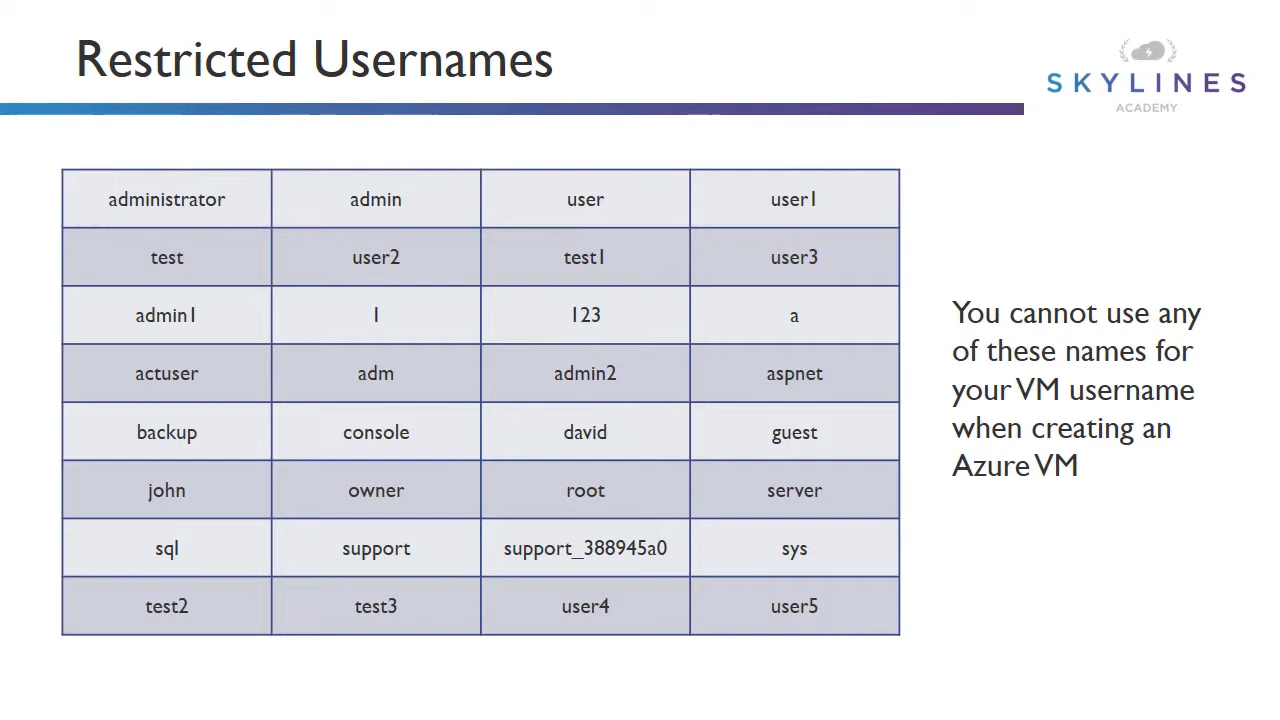 Restricted Usernames
SKYLINES
ACADEMY
administrator admin user user1
test user2 test1 user3
admin1 1 123 a
actuser adm admin2 aspnet
backup console david guest
john owner root server
sql support support_388945a0 sys
test2 test3 user4 user5
You cannot use any
of these names for
your VM username
when creating an
Azure VM